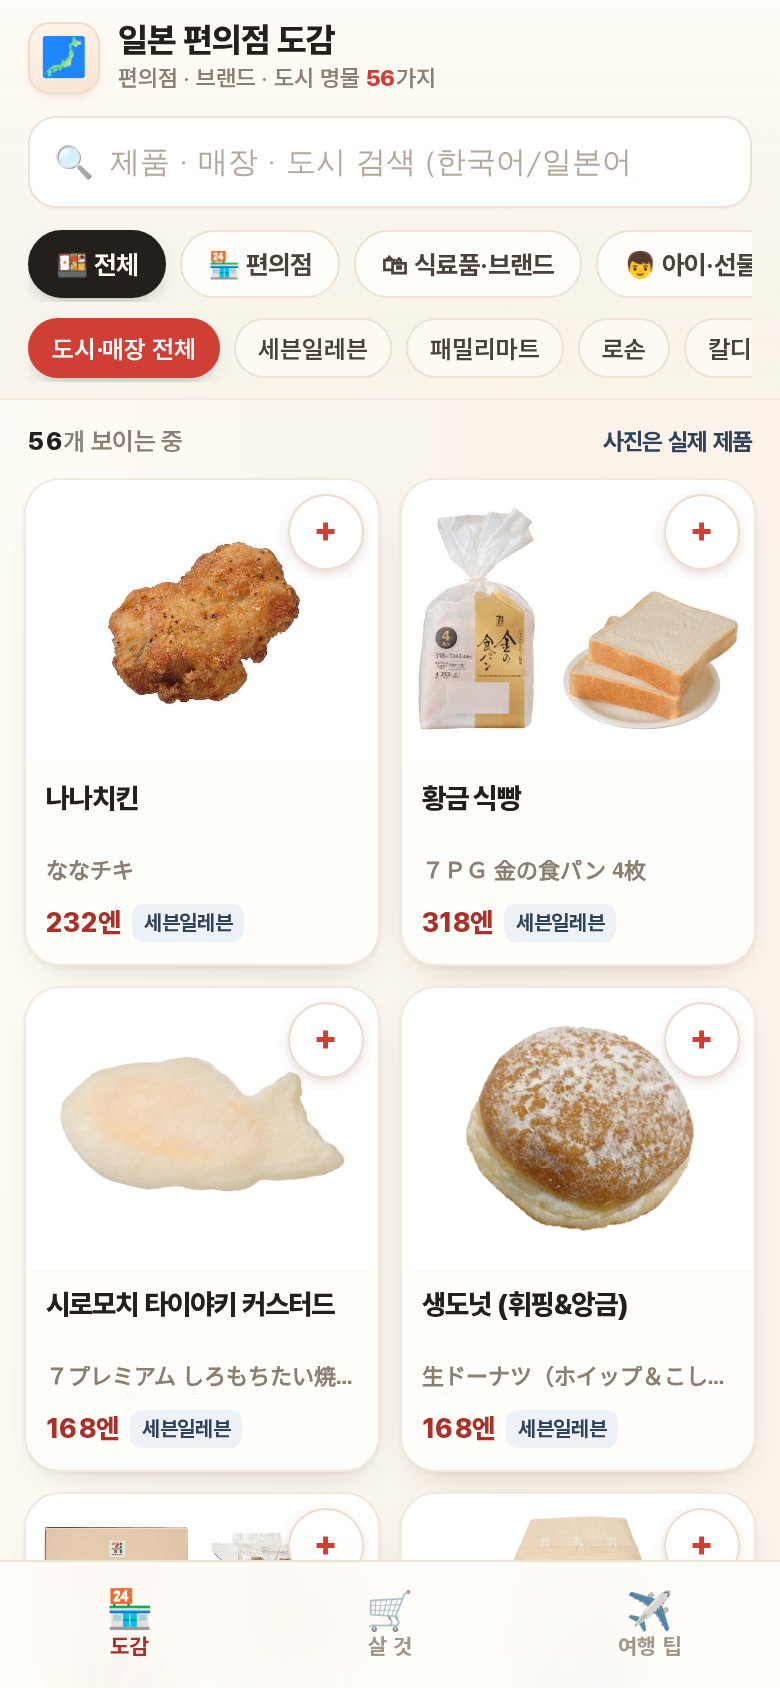 일본 편의점 도감
편의점 · 브랜드 · 도시 명물 56가지
제품 · 매장 · 도시 검색 (한국어/일본어
전체
편의점
식료품·브랜드
아이·선물
도시·매장 전체
세븐일레븐
패밀리마트
로손
칼디
56개 보이는 중
사진은 실제 제품
+
+
4
金の
食パン
나나치킨
ななチキ
232엔 세븐일레븐
황금 식빵
７ＰＧ 金の食パン 4枚
318엔 세븐일레븐
+
+
시로모치 타이야키 커스터드
７プレミアム しろもちたい焼...
168엔 세븐일레븐
생도넛 (휘핑&앙금)
生ドーナツ（ホイップ＆こし...
168엔 세븐일레븐
+
+
24
도감
살 것
여행 팁